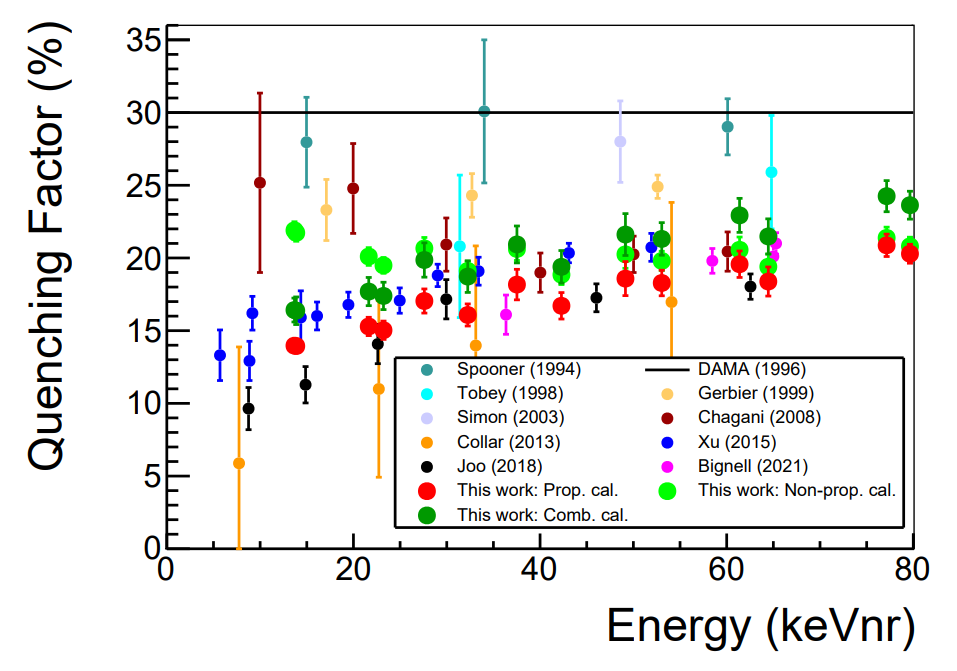 Quenching Factor (%)
35
30
25
20
15
10
5
0
Spooner (1994)
DAMA (1996)
Tobey (1998)
Gerbier (1999)
Simon (2003)
Chagani (2008)
Collar (2013)
Xu (2015)
Joo (2018)
Bignell (2021)
This work: Prop. cal.
This work: Non-prop. cal.
This work: Comb. cal.
0 20 40 60 80
Energy (keVnr)